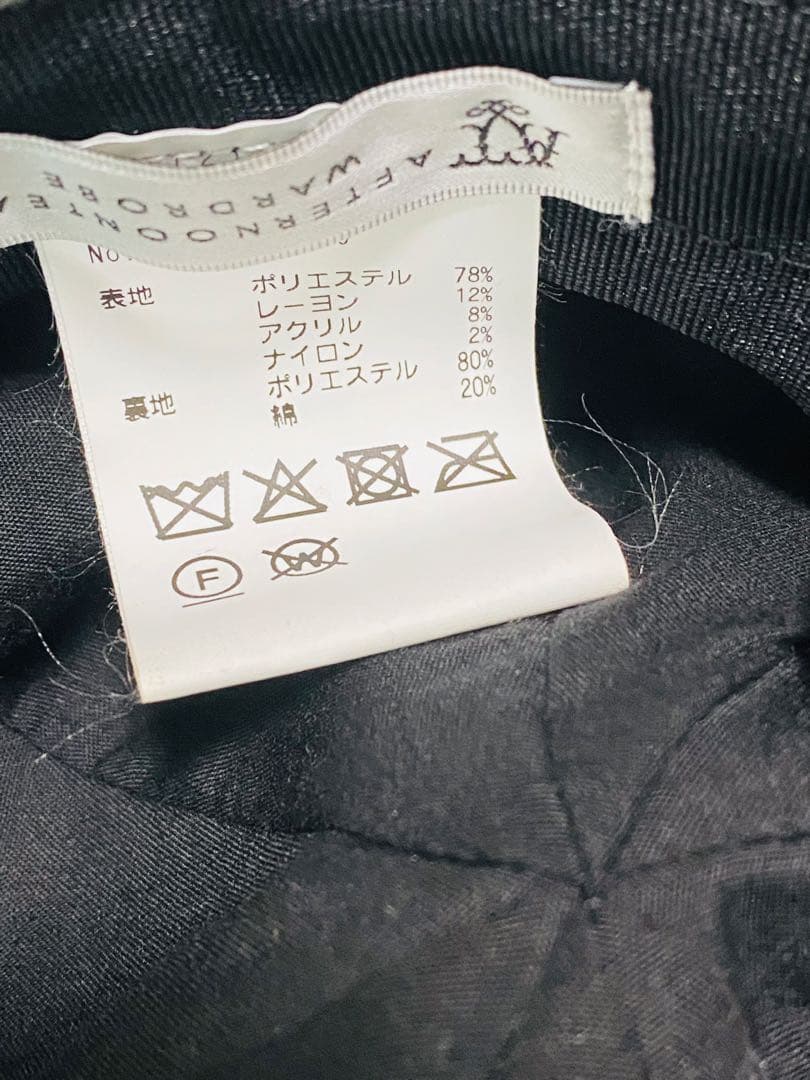 AFTERNOON TEA
WARDROBE
No
表地 ポリエステル 78%
レーヨン 12%
アクリル 8%
ナイロン 2%
裏地 ポリエステル 80%
綿 20%
F
W